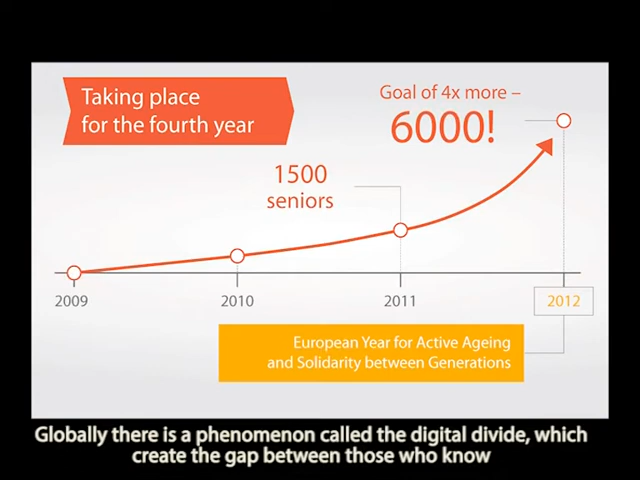 Taking place
for the fourth year
Goal of 4x more –
6000!
1500
seniors
2009
2010
2011
2012
European Year for Active Ageing
and Solidarity between Generations
Globally there is a phenomenon called the digital divide, which
create the gap between those who know